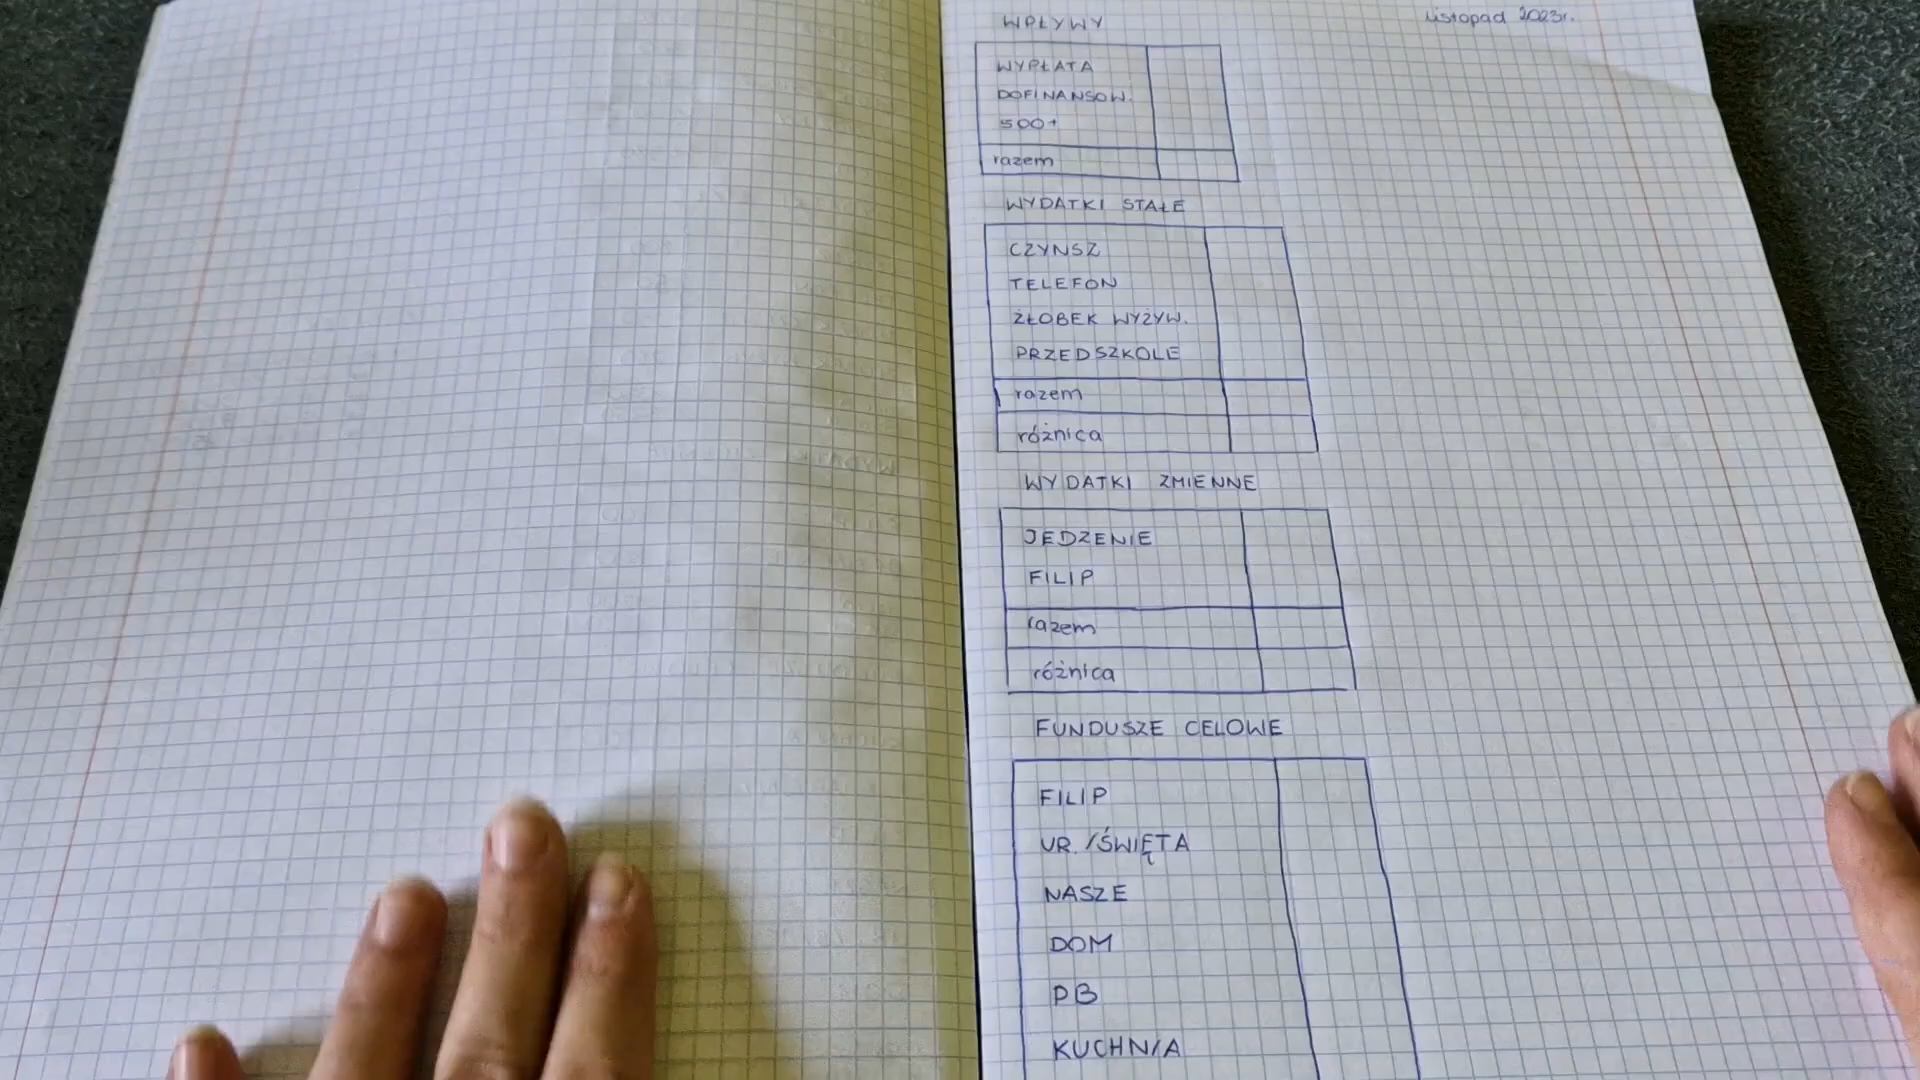 WPŁYWY
Listopad 2023r.
WYPŁATA
DOFINANSOW.
500+
razem
WYDATKI STAŁE
CZYNSZ
TELEFON
ŻŁOBEK WYŻYW.
PRZEDSZKOLE
razem
różnica
WYDATKI ZMIENNE
JEDZENIE
FILIP
razem
różnica
FUNDUSZE CELOWE
FILIP
UR. /ŚWIĘTA
NASZE
DOM
PB
KUCHNIA